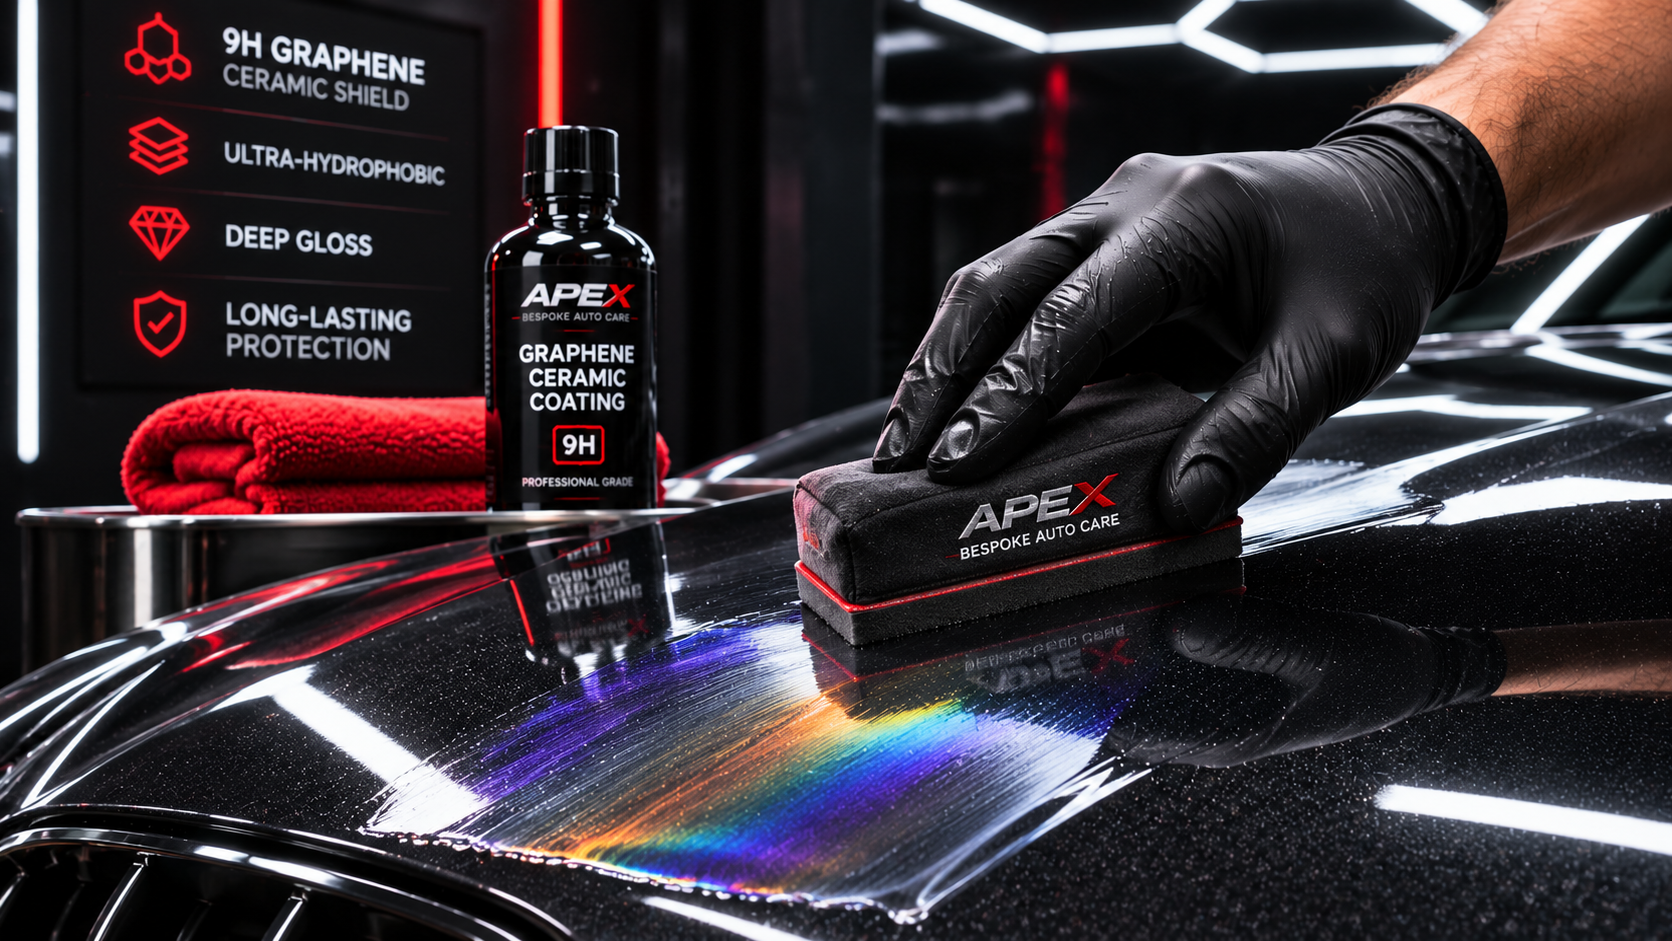 9H GRAPHENE
CERAMIC SHIELD
ULTRA-HYDROPHOBIC
DEEP GLOSS
LONG-LASTING
PROTECTION
APEX
BESPOKE AUTO CARE
GRAPHENE
CERAMIC
COATING
9H
PROFESSIONAL GRADE
APEX
BESPOKE AUTO CARE